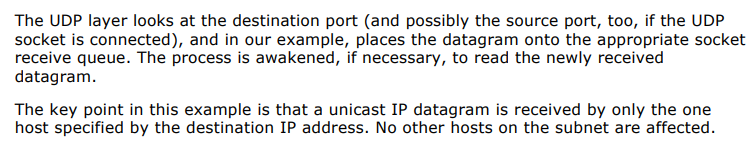 The UDP layer looks at the destination port (and possibly the source port, too, if the UDP
socket is connected), and in our example, places the datagram onto the appropriate socket
receive queue. The process is awakened, if necessary, to read the newly received
datagram.
The key point in this example is that a unicast IP datagram is received by only the one
host specified by the destination IP address. No other hosts on the subnet are affected.